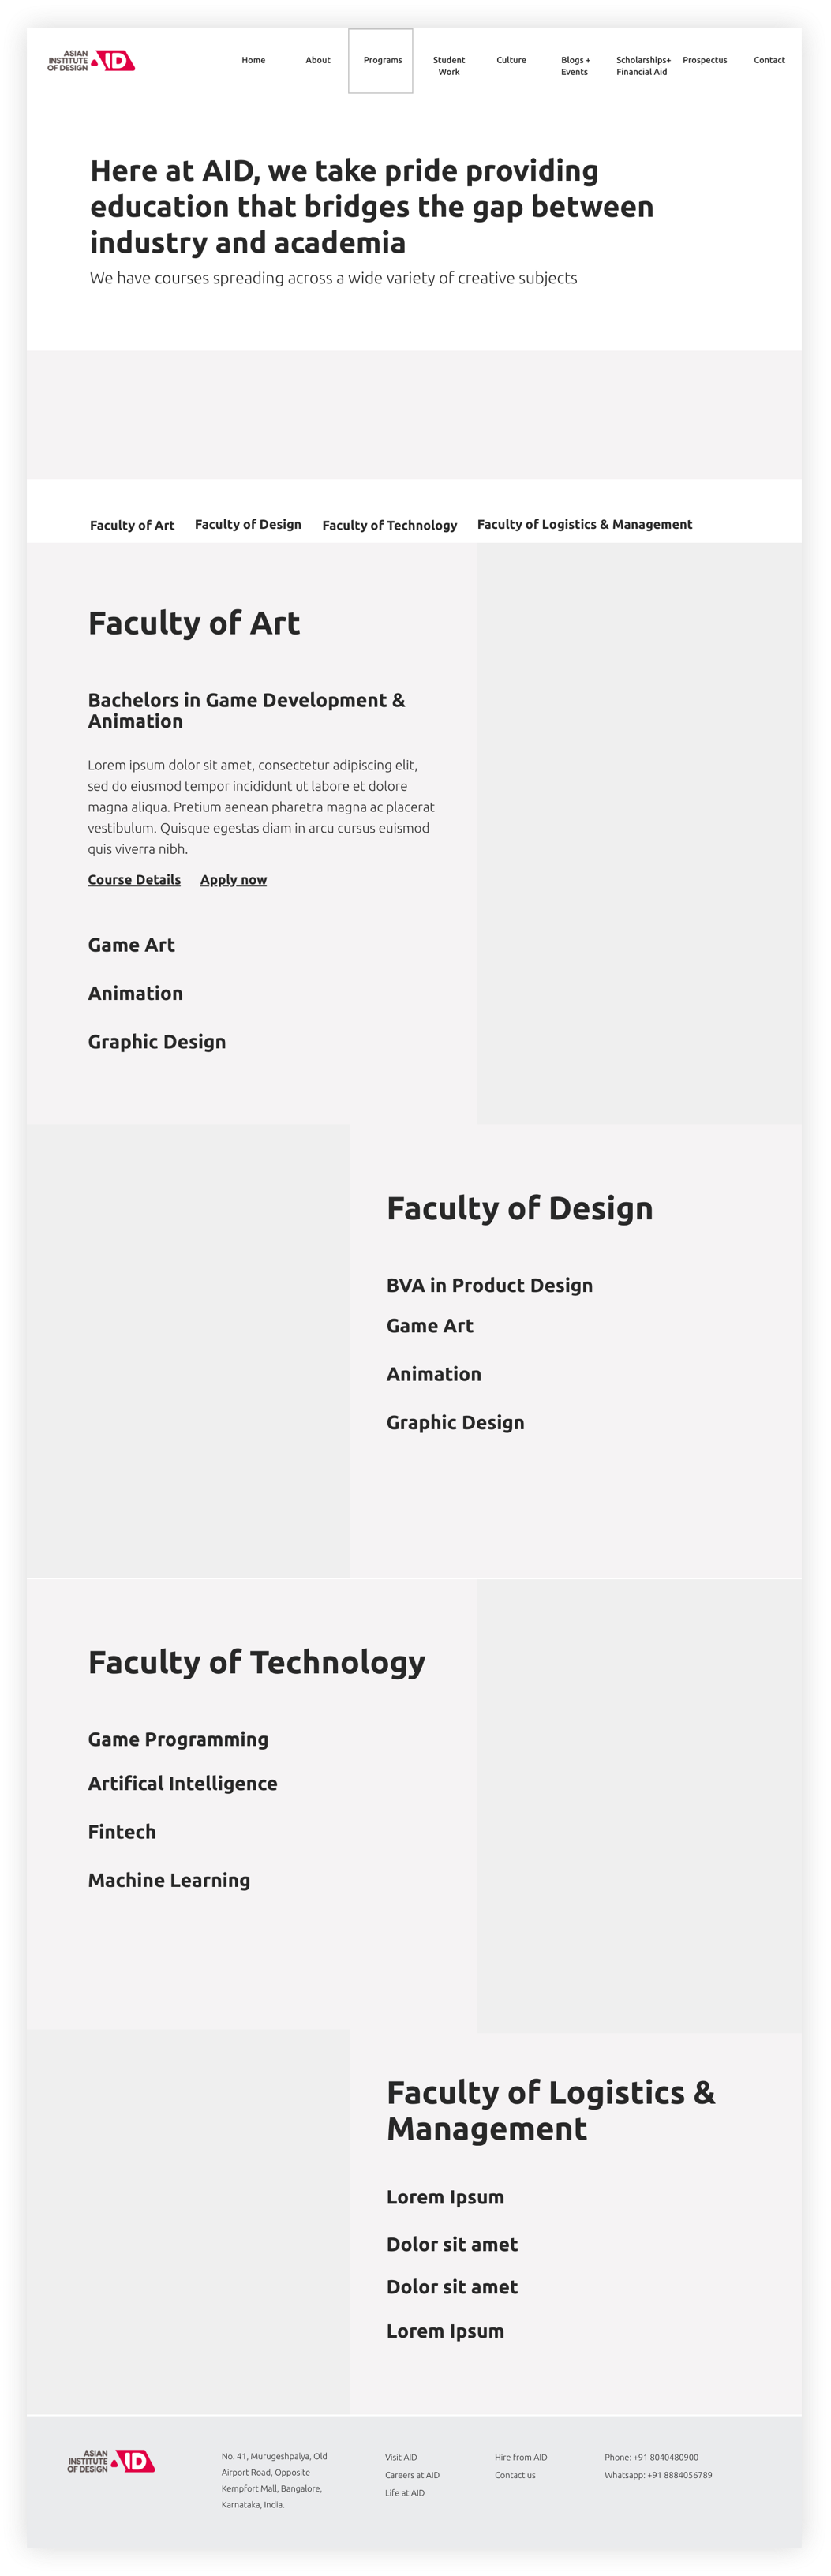 ASIAN
INSTITUTE
OF DESIGN
AID
Home
About
Programs
Student
Work
Culture
Blogs +
Events
Scholarships+
Financial Aid
Prospectus
Contact
Here at AID, we take pride providing
education that bridges the gap between
industry and academia
We have courses spreading across a wide variety of creative subjects
Faculty of Art
Faculty of Design
Faculty of Technology
Faculty of Logistics & Management
Faculty of Art
Bachelors in Game Development &
Animation
Lorem ipsum dolor sit amet, consectetur adipiscing elit,
sed do eiusmod tempor incididunt ut labore et dolore
magna aliqua. Pretium aenean pharetra magna ac placerat
vestibulum. Quisque egestas diam in arcu cursus euismod
quis viverra nibh.
Course Details
Apply now
Game Art
Animation
Graphic Design
Faculty of Design
BVA in Product Design
Game Art
Animation
Graphic Design
Faculty of Technology
Game Programming
Artifical Intelligence
Fintech
Machine Learning
Faculty of Logistics &
Management
Lorem Ipsum
Dolor sit amet
Dolor sit amet
Lorem Ipsum
ASIAN
INSTITUTE
OF DESIGN
AID
No. 41, Murugeshpalya, Old
Airport Road, Opposite
Kempfort Mall, Bangalore,
Karnataka, India.
Visit AID
Careers at AID
Life at AID
Hire from AID
Contact us
Phone: +91 8040480900
Whatsapp: +91 8884056789